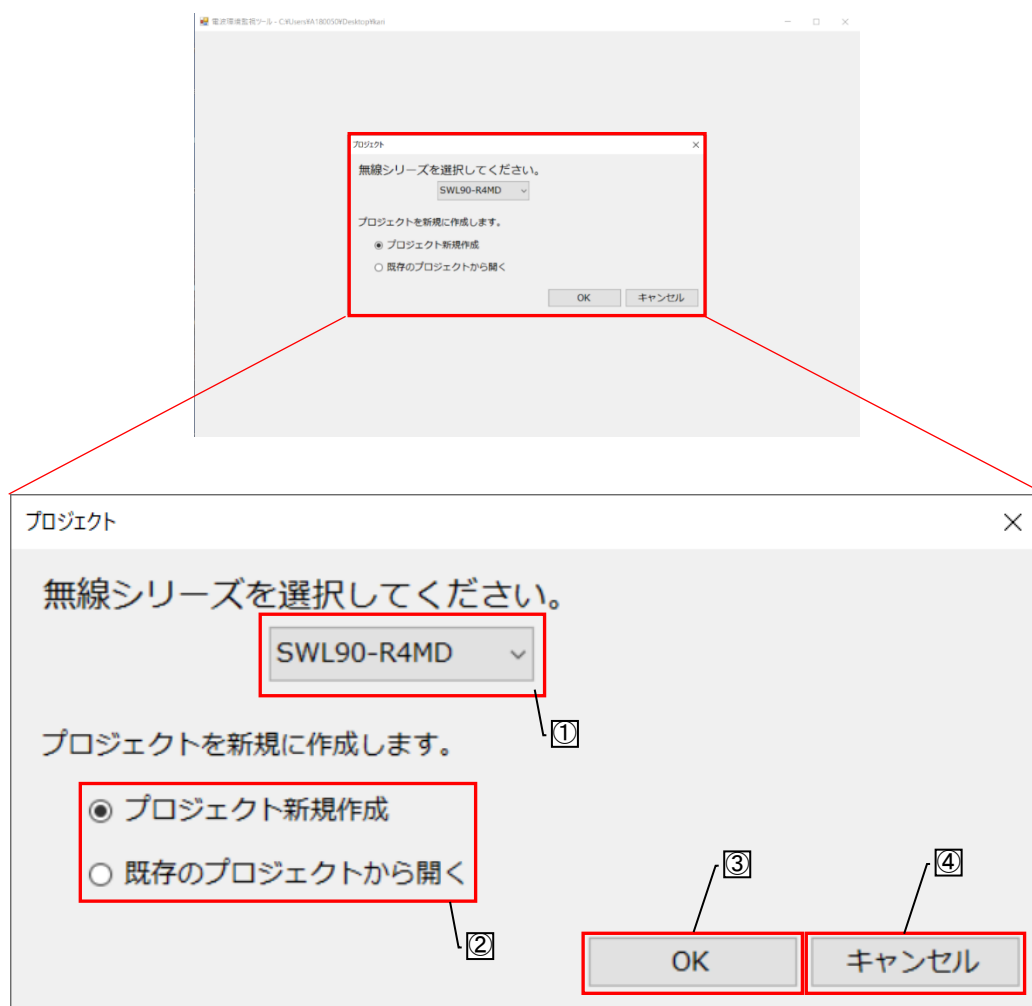 電波環境監視ツール - C:¥Users¥A180050¥Desktop¥kari
プロジェクト
無線シリーズを選択してください。
SWL90-R4MD
プロジェクトを新規に作成します。
プロジェクト新規作成
既存のプロジェクトから開く
OK キャンセル
プロジェクト
無線シリーズを選択してください。
SWL90-R4MD
①
プロジェクトを新規に作成します。
プロジェクト新規作成
既存のプロジェクトから開く
③ ④
②
OK キャンセル